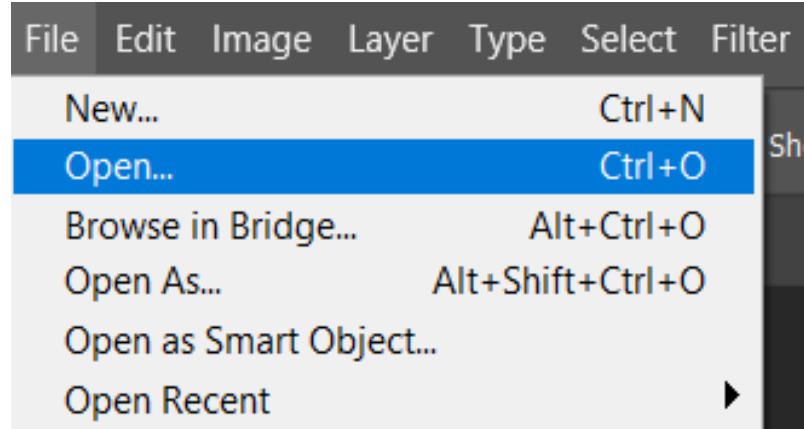 File Edit Image Layer Type Select Filter
New... Ctrl+N
Open... Ctrl+O
Browse in Bridge... Alt+Ctrl+O
Open As... Alt+Shift+Ctrl+O
Open as Smart Object...
Open Recent